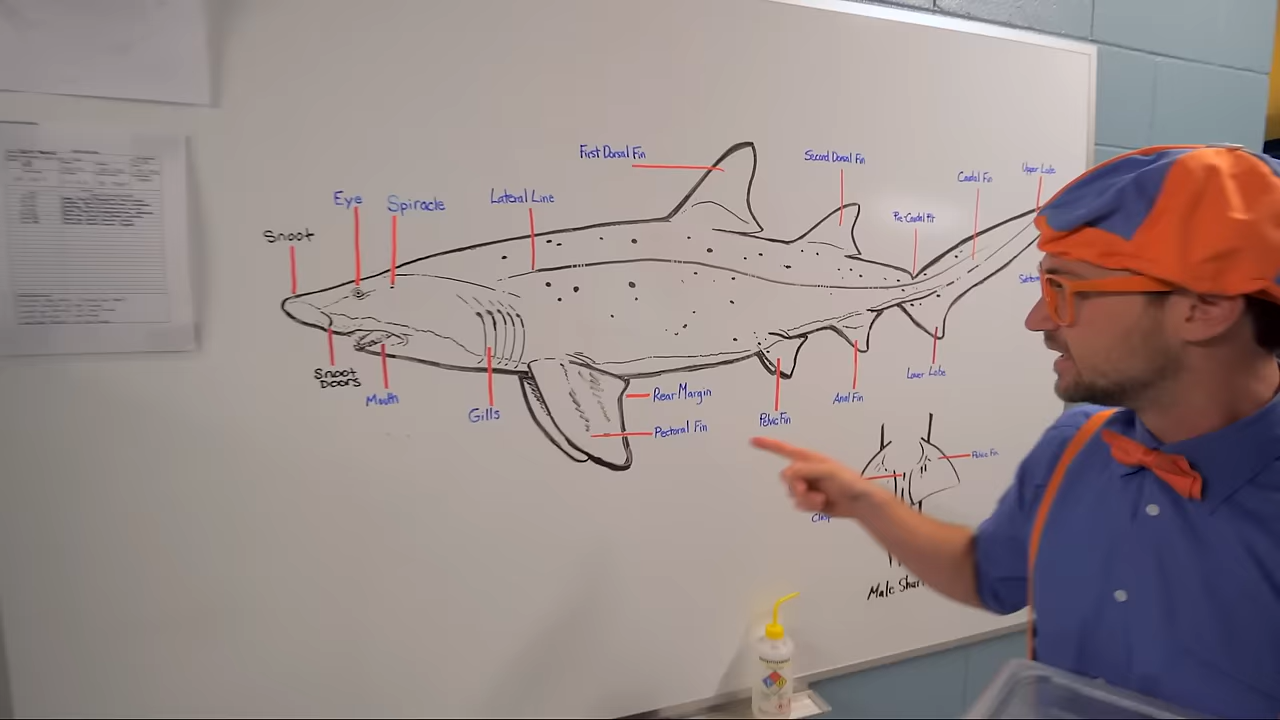 First Dorsal Fin
Second Dorsal Fin
Upper Lobe
Caudal Fin
Eye
Spiracle
Lateral Line
Pre-Caudal Pit
Snoot
Snoot
Doors
Mouth
Gills
Rear Margin
Pectoral Fin
Pelvic Fin
Anal Fin
Lower Lobe
Pelvic Fin
Male